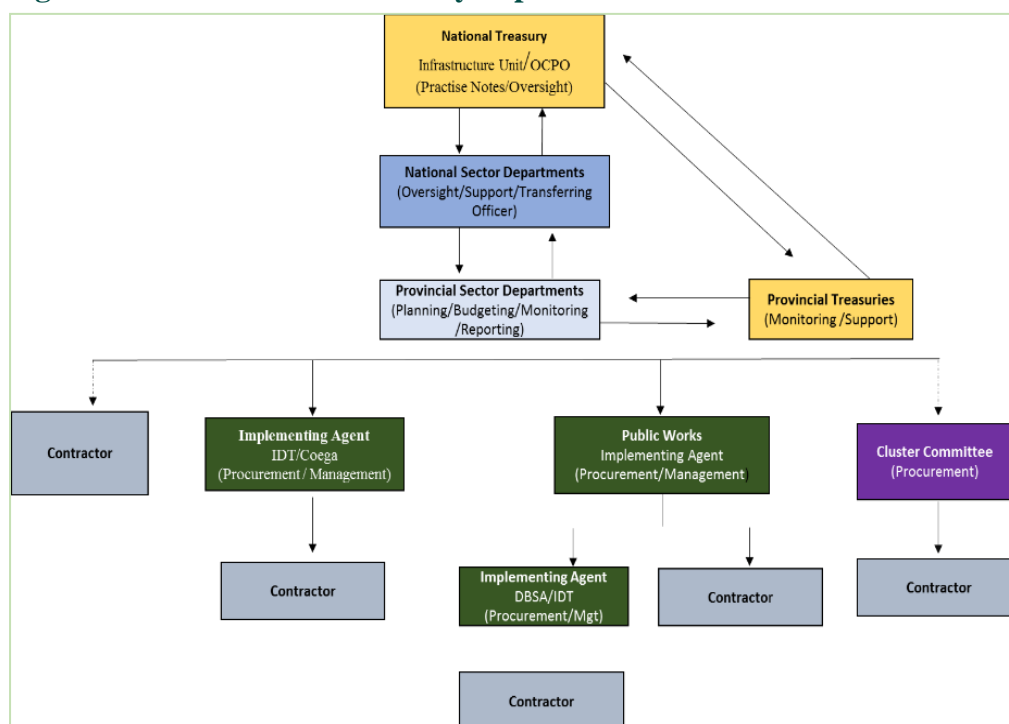 National Treasury
Infrastructure Unit/OCPO
(Practise Notes/Oversight)
National Sector Departments
(Oversight/Support/Transferring
Officer)
Provincial Sector Departments
(Planning/Budgeting/Monitoring
/Reporting)
Provincial Treasuries
(Monitoring /Support)
Contractor
Implementing Agent
IDT/Coega
(Procurement / Management)
Public Works
Implementing Agent
(Procurement/Management)
Cluster Committee
(Procurement)
Contractor
Implementing Agent
DBSA/IDT
(Procurement/Mgt)
Contractor
Contractor
Contractor